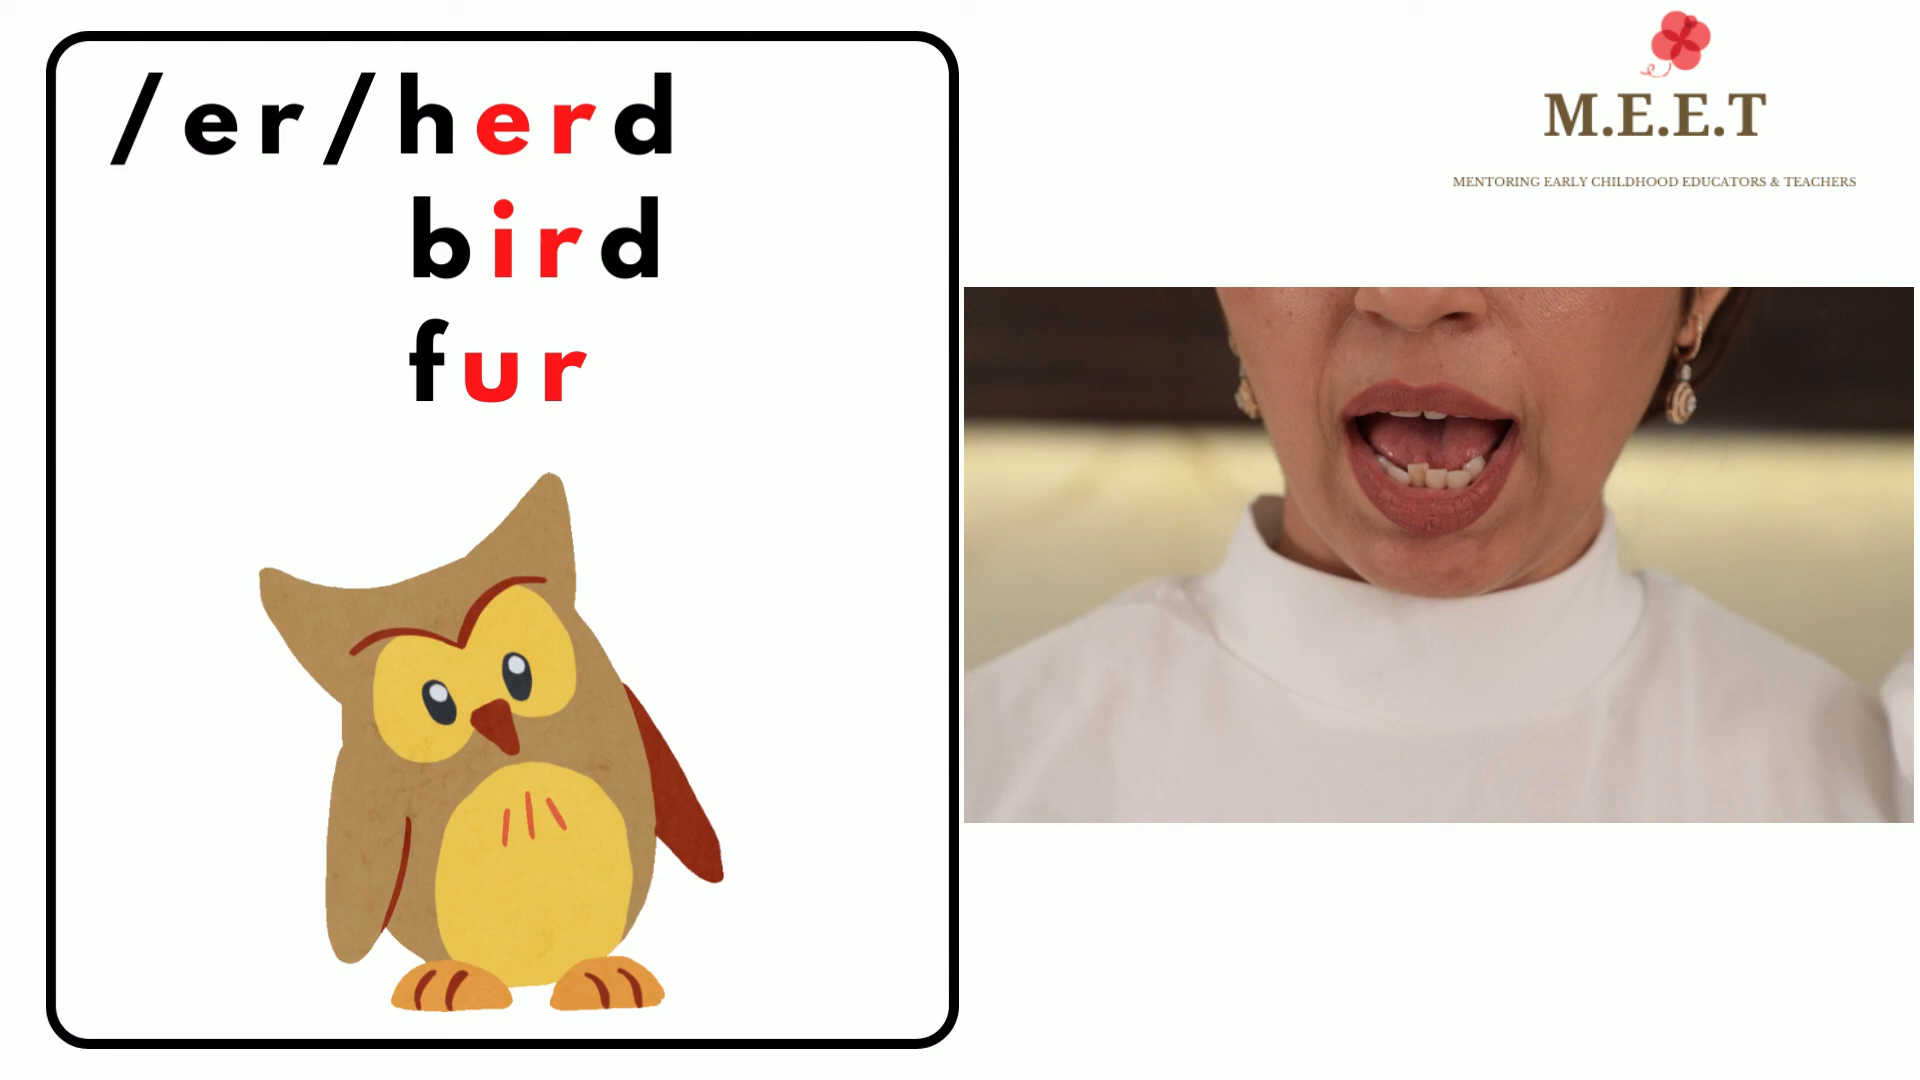 /er/herd
bird
fur
M.E.E.T
MENTORING EARLY CHILDHOOD EDUCATORS & TEACHERS